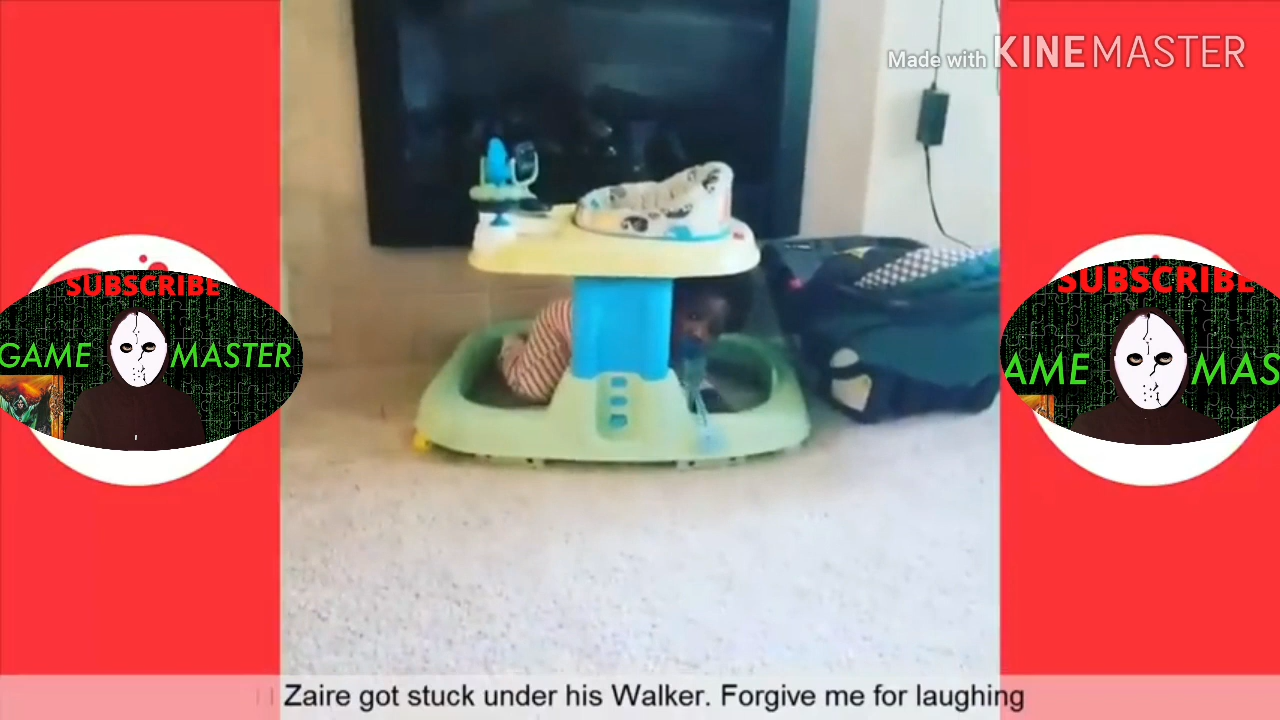 Made with KINEMASTER
SUBSCRIBE
GAME MASTER
SUBSCRIBE
AME MAS
Zaire got stuck under his Walker. Forgive me for laughing